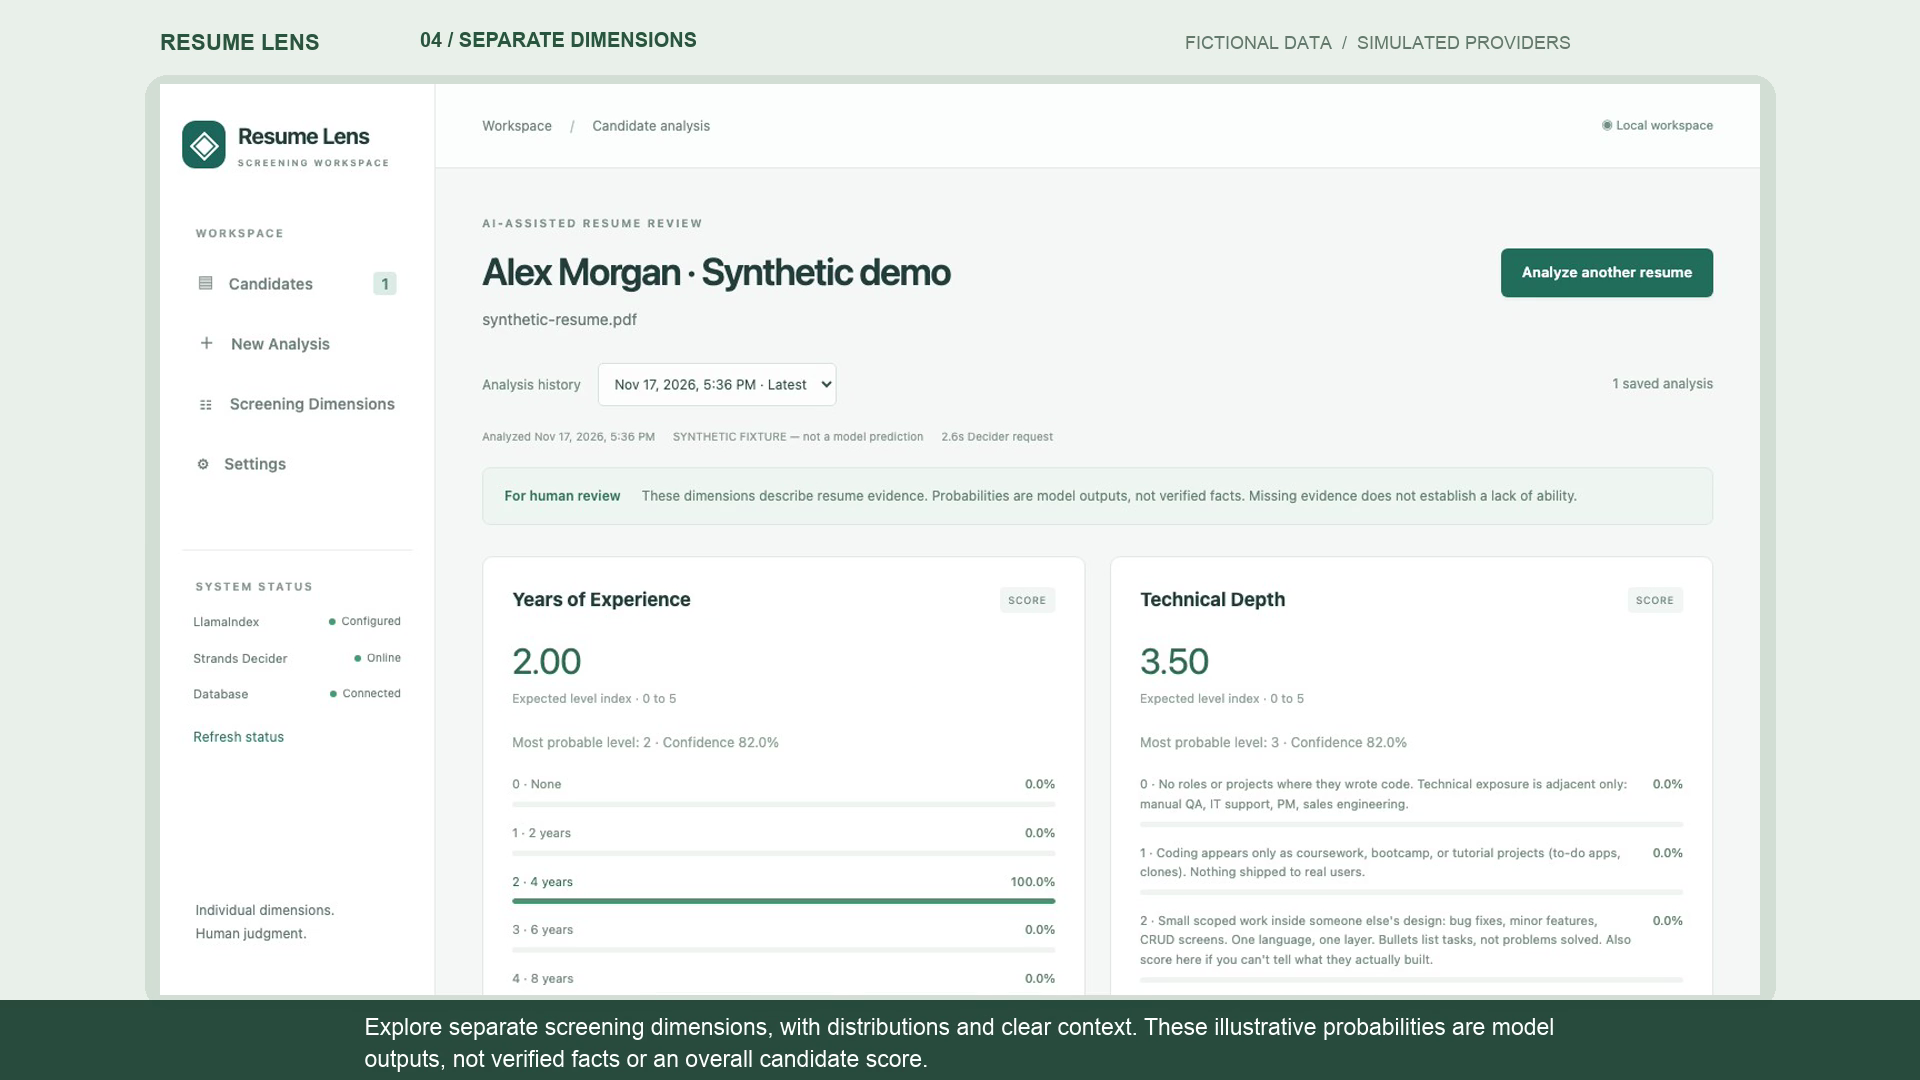 RESUME LENS
04 / SEPARATE DIMENSIONS
FICTIONAL DATA / SIMULATED PROVIDERS
Resume Lens
SCREENING WORKSPACE
WORKSPACE
Candidates 1
New Analysis
Screening Dimensions
Settings
SYSTEM STATUS
LlamaIndex Configured
Strands Decider Online
Database Connected
Refresh status
Individual dimensions.
Human judgment.
Workspace / Candidate analysis
Local workspace
AI-ASSISTED RESUME REVIEW
Alex Morgan · Synthetic demo
Analyze another resume
synthetic-resume.pdf
Analysis history Nov 17, 2026, 5:36 PM · Latest
1 saved analysis
Analyzed Nov 17, 2026, 5:36 PM SYNTHETIC FIXTURE — not a model prediction 2.6s Decider request
For human review These dimensions describe resume evidence. Probabilities are model outputs, not verified facts. Missing evidence does not establish a lack of ability.
Years of Experience SCORE
2.00
Expected level index · 0 to 5
Most probable level: 2 · Confidence 82.0%
0 · None 0.0%
1 · 2 years 0.0%
2 · 4 years 100.0%
3 · 6 years 0.0%
4 · 8 years 0.0%
Technical Depth SCORE
3.50
Expected level index · 0 to 5
Most probable level: 3 · Confidence 82.0%
0 · No roles or projects where they wrote code. Technical exposure is adjacent only: 0.0%
manual QA, IT support, PM, sales engineering.
1 · Coding appears only as coursework, bootcamp, or tutorial projects (to-do apps, 0.0%
clones). Nothing shipped to real users.
2 · Small scoped work inside someone else's design: bug fixes, minor features, 0.0%
CRUD screens. One language, one layer. Bullets list tasks, not problems solved. Also
score here if you can't tell what they actually built.
Explore separate screening dimensions, with distributions and clear context. These illustrative probabilities are model
outputs, not verified facts or an overall candidate score.